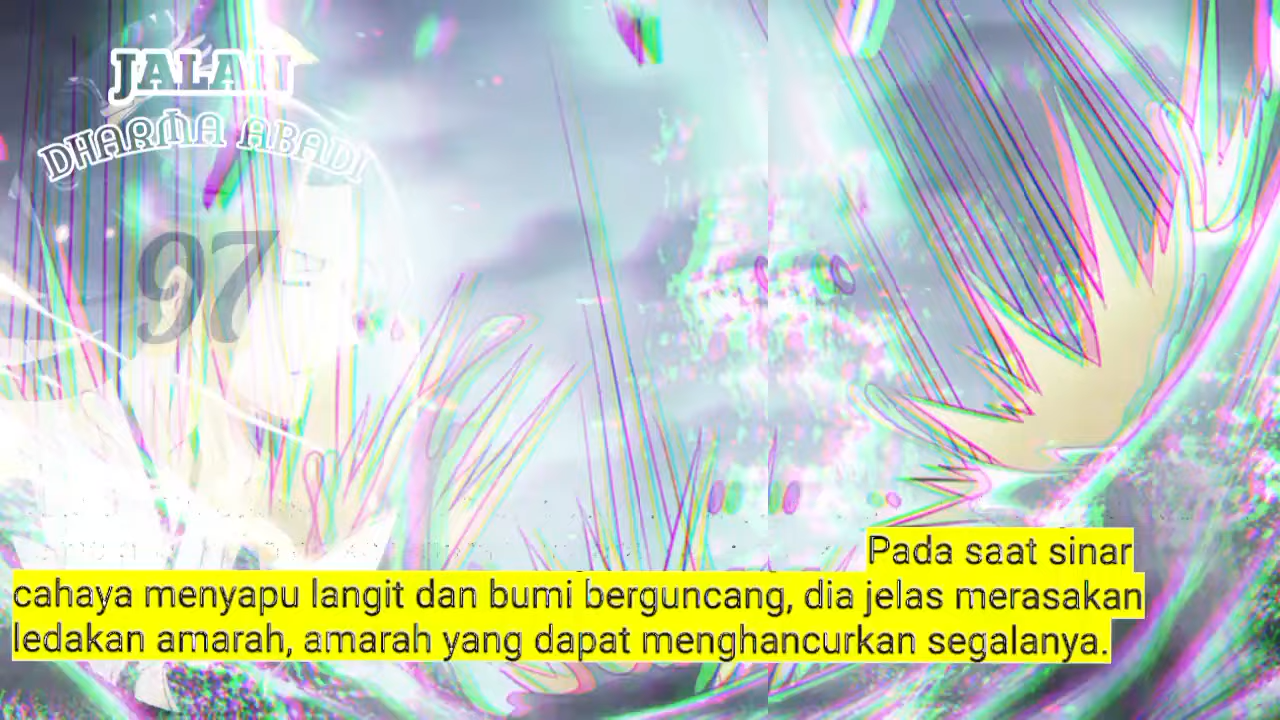 JALAN
DHARMA ABADI
97
Pada saat sinar
cahaya menyapu langit dan bumi berguncang, dia jelas merasakan
ledakan amarah, amarah yang dapat menghancurkan segalanya.